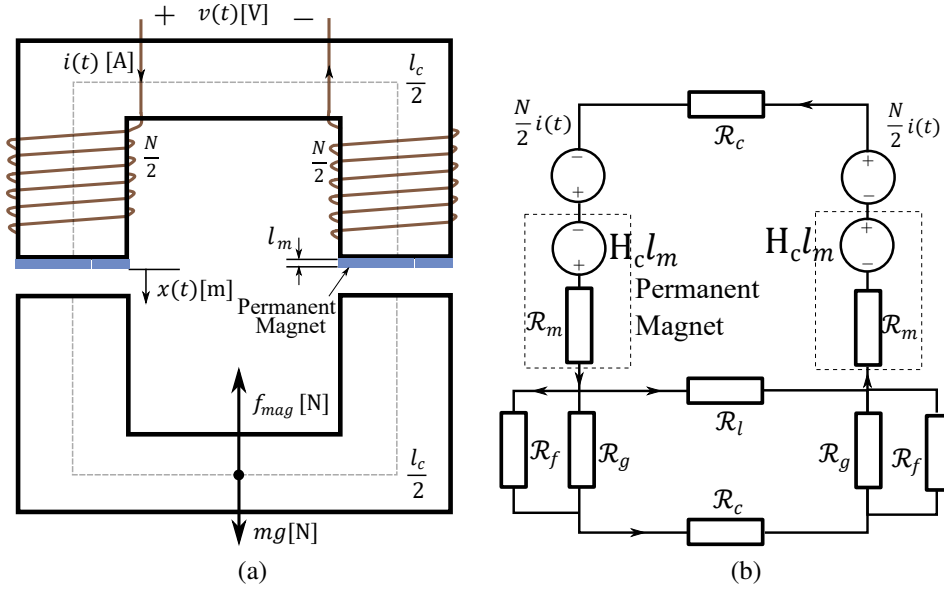 + v(t)[V] −
i(t) [A]
l_c/2
N/2
N/2
l_m
x(t)[m]
Permanent
Magnet
f_mag [N]
l_c/2
mg[N]
(a)
N/2 i(t)
−
+
ℛ_c
N/2 i(t)
+
−
−
+
H_c l_m
Permanent
Magnet
ℛ_m
H_c l_m
+
−
ℛ_m
ℛ_l
ℛ_f
ℛ_g
ℛ_g
ℛ_f
ℛ_c
(b)